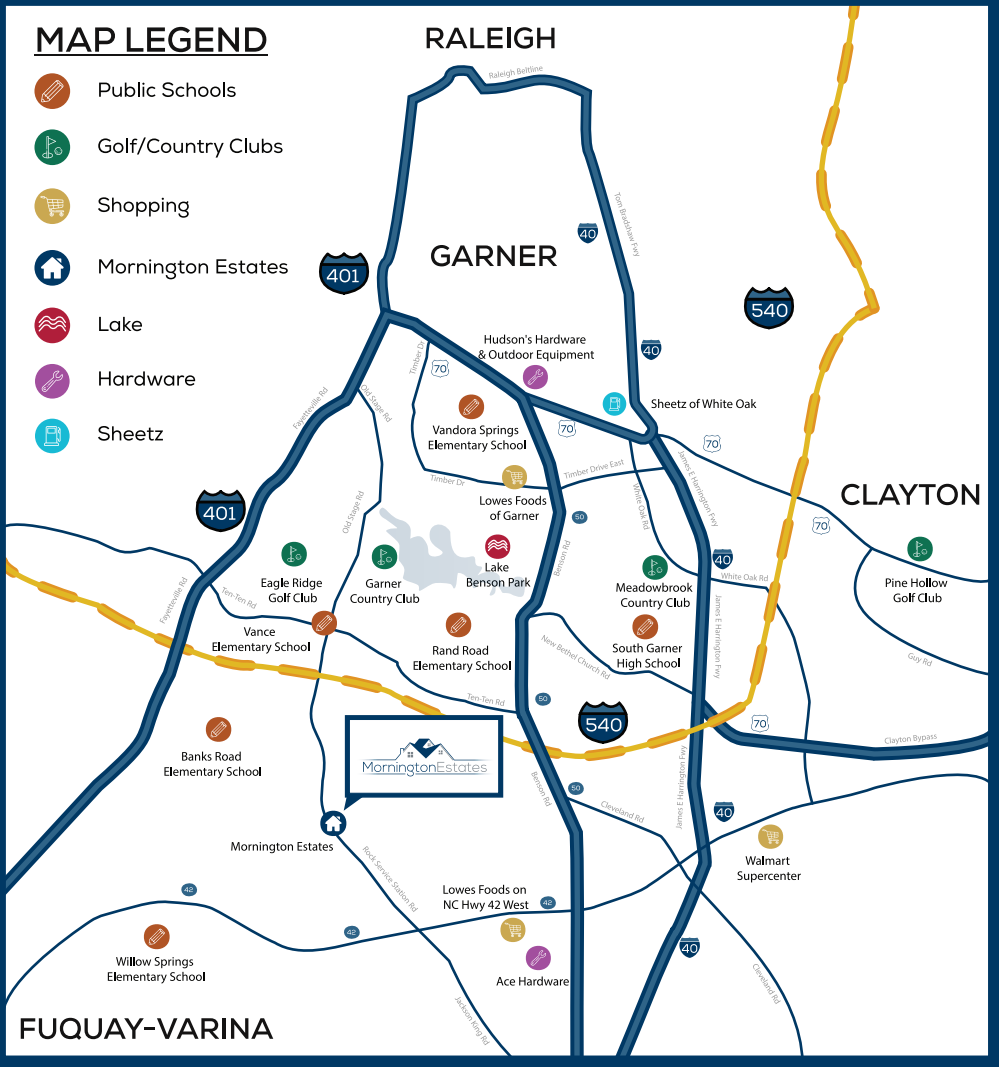 MAP LEGEND
Public Schools
Golf/Country Clubs
Shopping
Mornington Estates
Lake
Hardware
Sheetz
RALEIGH
Raleigh Beltline
Tom Bradshaw Fwy
40
GARNER
401
540
40
Hudson's Hardware
& Outdoor Equipment
Timber Dr
70
Fayetteville Rd
Old Stage Rd
Sheetz of White Oak
Vandora Springs
Elementary School
70
70
James E Harrington Fwy
Timber Dr
Timber Drive East
White Oak Rd
Lowes Foods
of Garner
CLAYTON
401
Old Stage Rd
50
70
Benson Rd
40
Eagle Ridge
Golf Club
Garner
Country Club
Lake
Benson Park
Meadowbrook
Country Club
White Oak Rd
Pine Hollow
Golf Club
Fayetteville Rd
Ten-Ten Rd
Vance
Elementary School
Rand Road
Elementary School
New Bethel Church Rd
South Garner
High School
James E Harrington Fwy
Guy Rd
Ten-Ten Rd
50
540
70
Clayton Bypass
Banks Road
Elementary School
MorningtonEstates
Benson Rd
50
James E Harrington Fwy
Cleveland Rd
40
Mornington Estates
Rock Service Station Rd
Walmart
Supercenter
42
Lowes Foods on
NC Hwy 42 West
42
42
40
Willow Springs
Elementary School
Ace Hardware
Cleveland Rd
Jackson King Rd
FUQUAY-VARINA